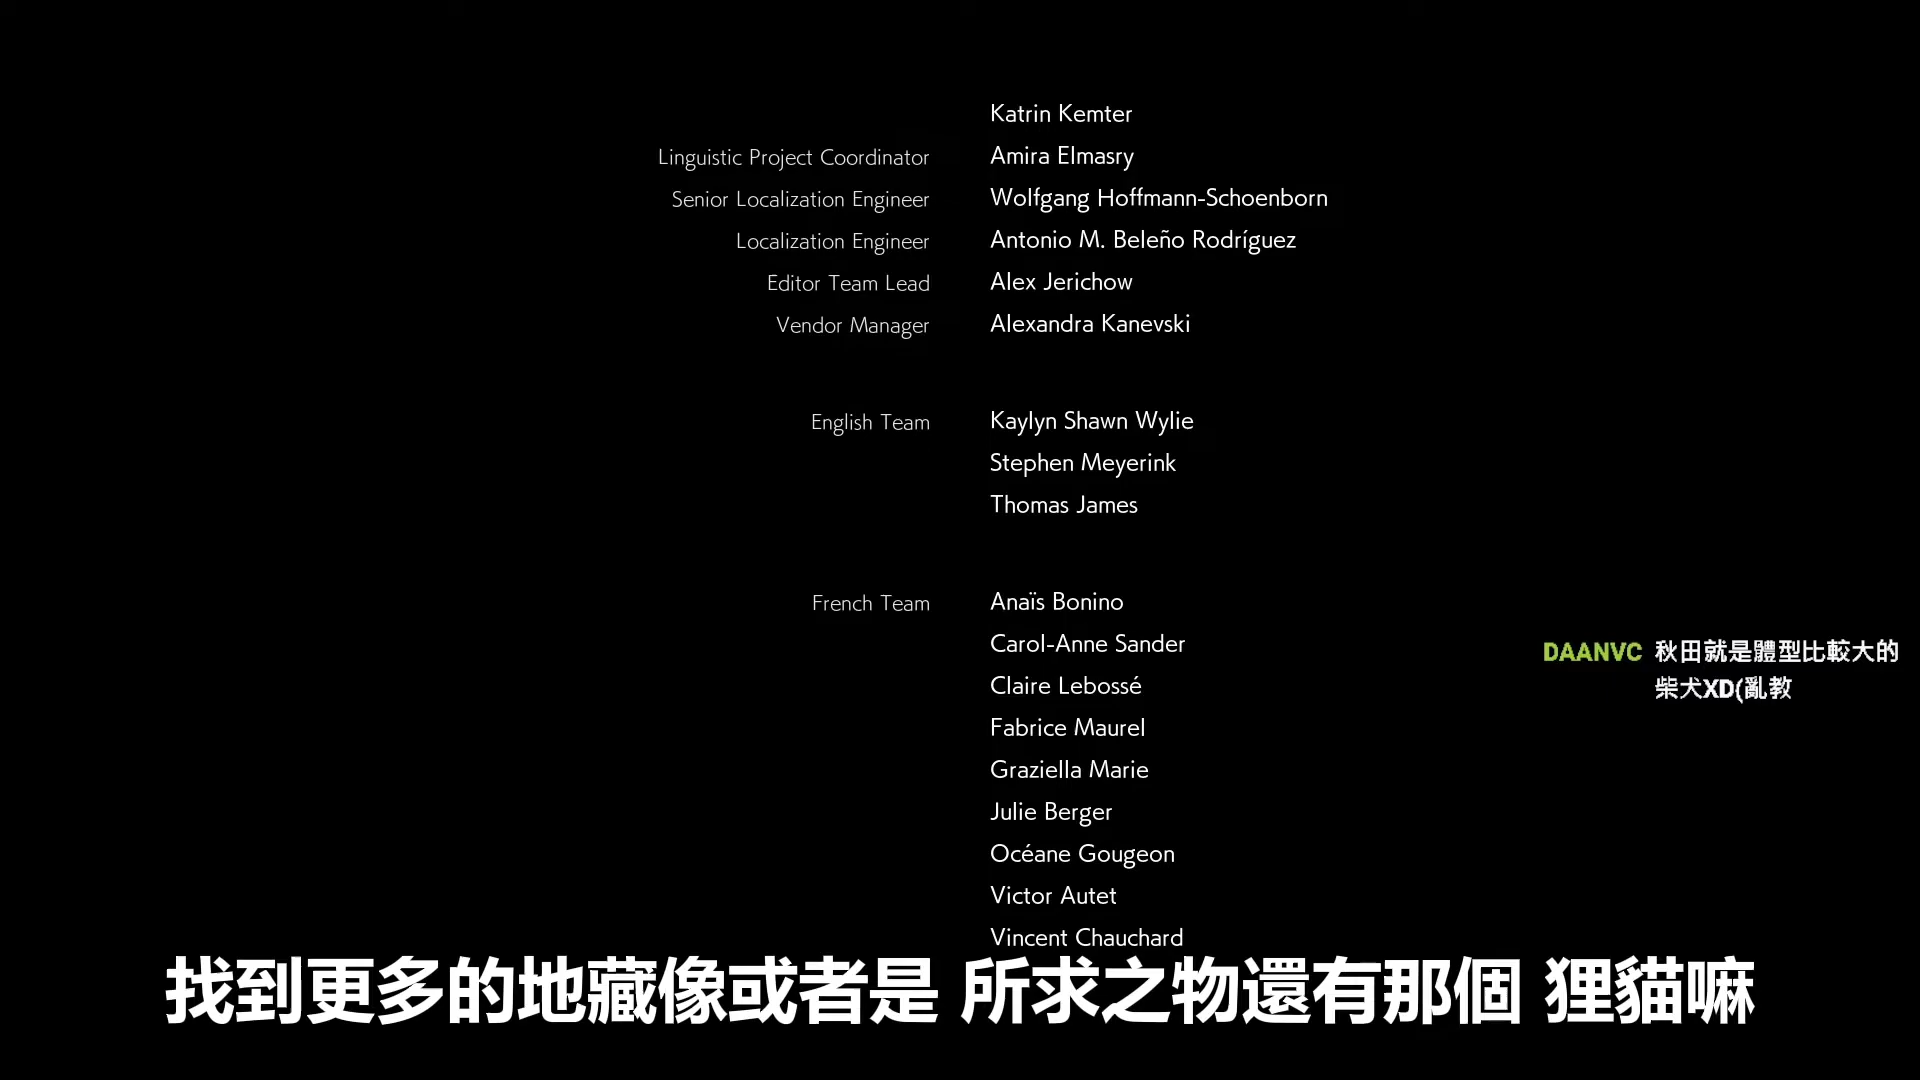 Katrin Kemter
Linguistic Project Coordinator Amira Elmasry
Senior Localization Engineer Wolfgang Hoffmann-Schoenborn
Localization Engineer Antonio M. Beleño Rodríguez
Editor Team Lead Alex Jerichow
Vendor Manager Alexandra Kanevski
English Team Kaylyn Shawn Wylie
Stephen Meyerink
Thomas James
French Team Anaïs Bonino
Carol-Anne Sander
Claire Lebossé
Fabrice Maurel
Graziella Marie
Julie Berger
Océane Gougeon
Victor Autet
Vincent Chauchard
DAANVC 秋田就是體型比較大的
柴犬XD(亂教
找到更多的地藏像或者是 所求之物還有那個 狸貓嘛